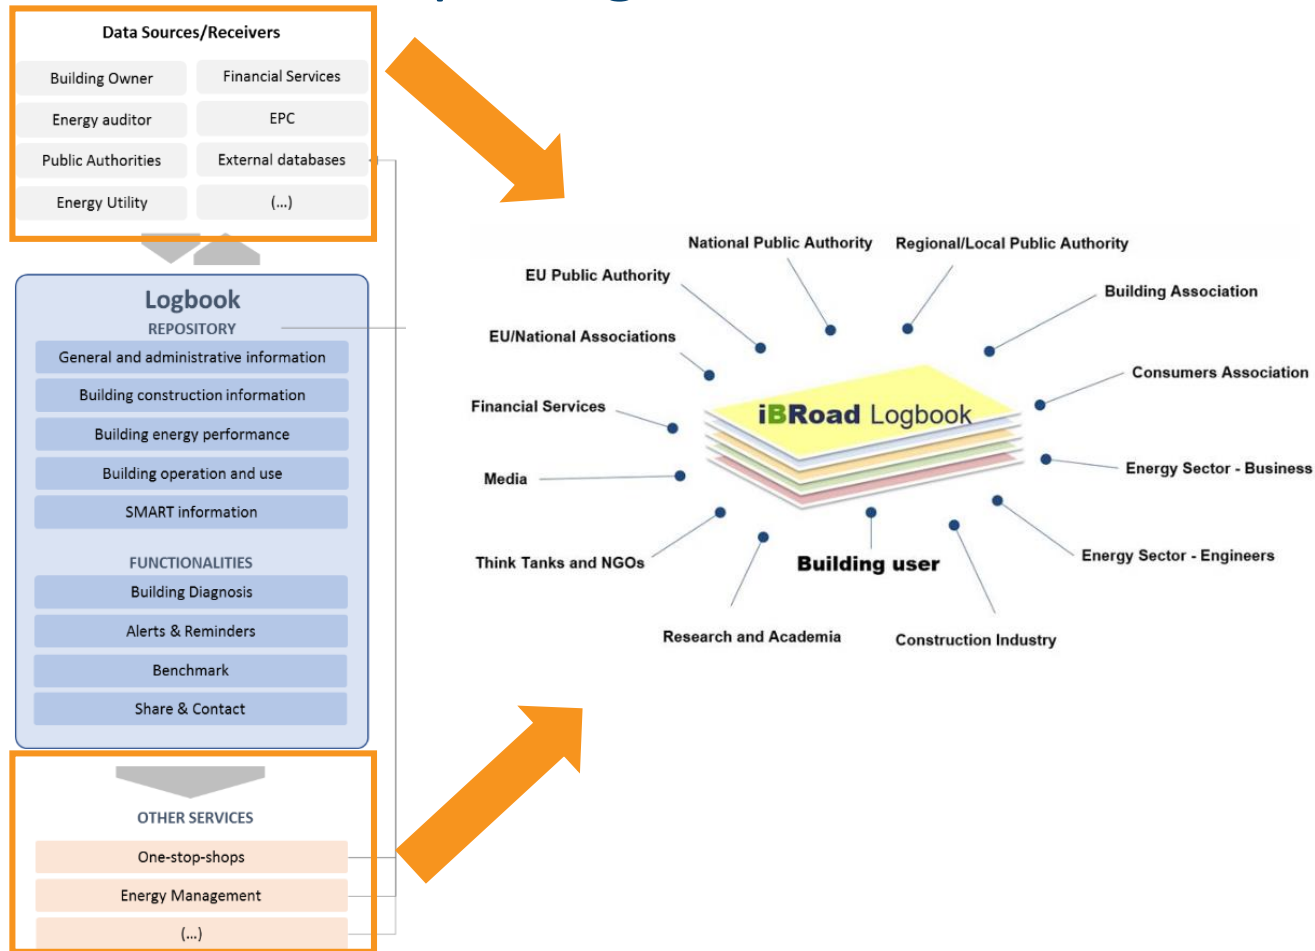 Data Sources/Receivers
Building Owner
Financial Services
Energy auditor
EPC
Public Authorities
External databases
Energy Utility
(...)
Logbook
REPOSITORY
General and administrative information
Building construction information
Building energy performance
Building operation and use
SMART information
FUNCTIONALITIES
Building Diagnosis
Alerts & Reminders
Benchmark
Share & Contact
OTHER SERVICES
One-stop-shops
Energy Management
(...)
National Public Authority
Regional/Local Public Authority
EU Public Authority
Building Association
EU/National Associations
Consumers Association
iBRoad Logbook
Financial Services
Energy Sector - Business
Media
Energy Sector - Engineers
Think Tanks and NGOs
Building user
Research and Academia
Construction Industry